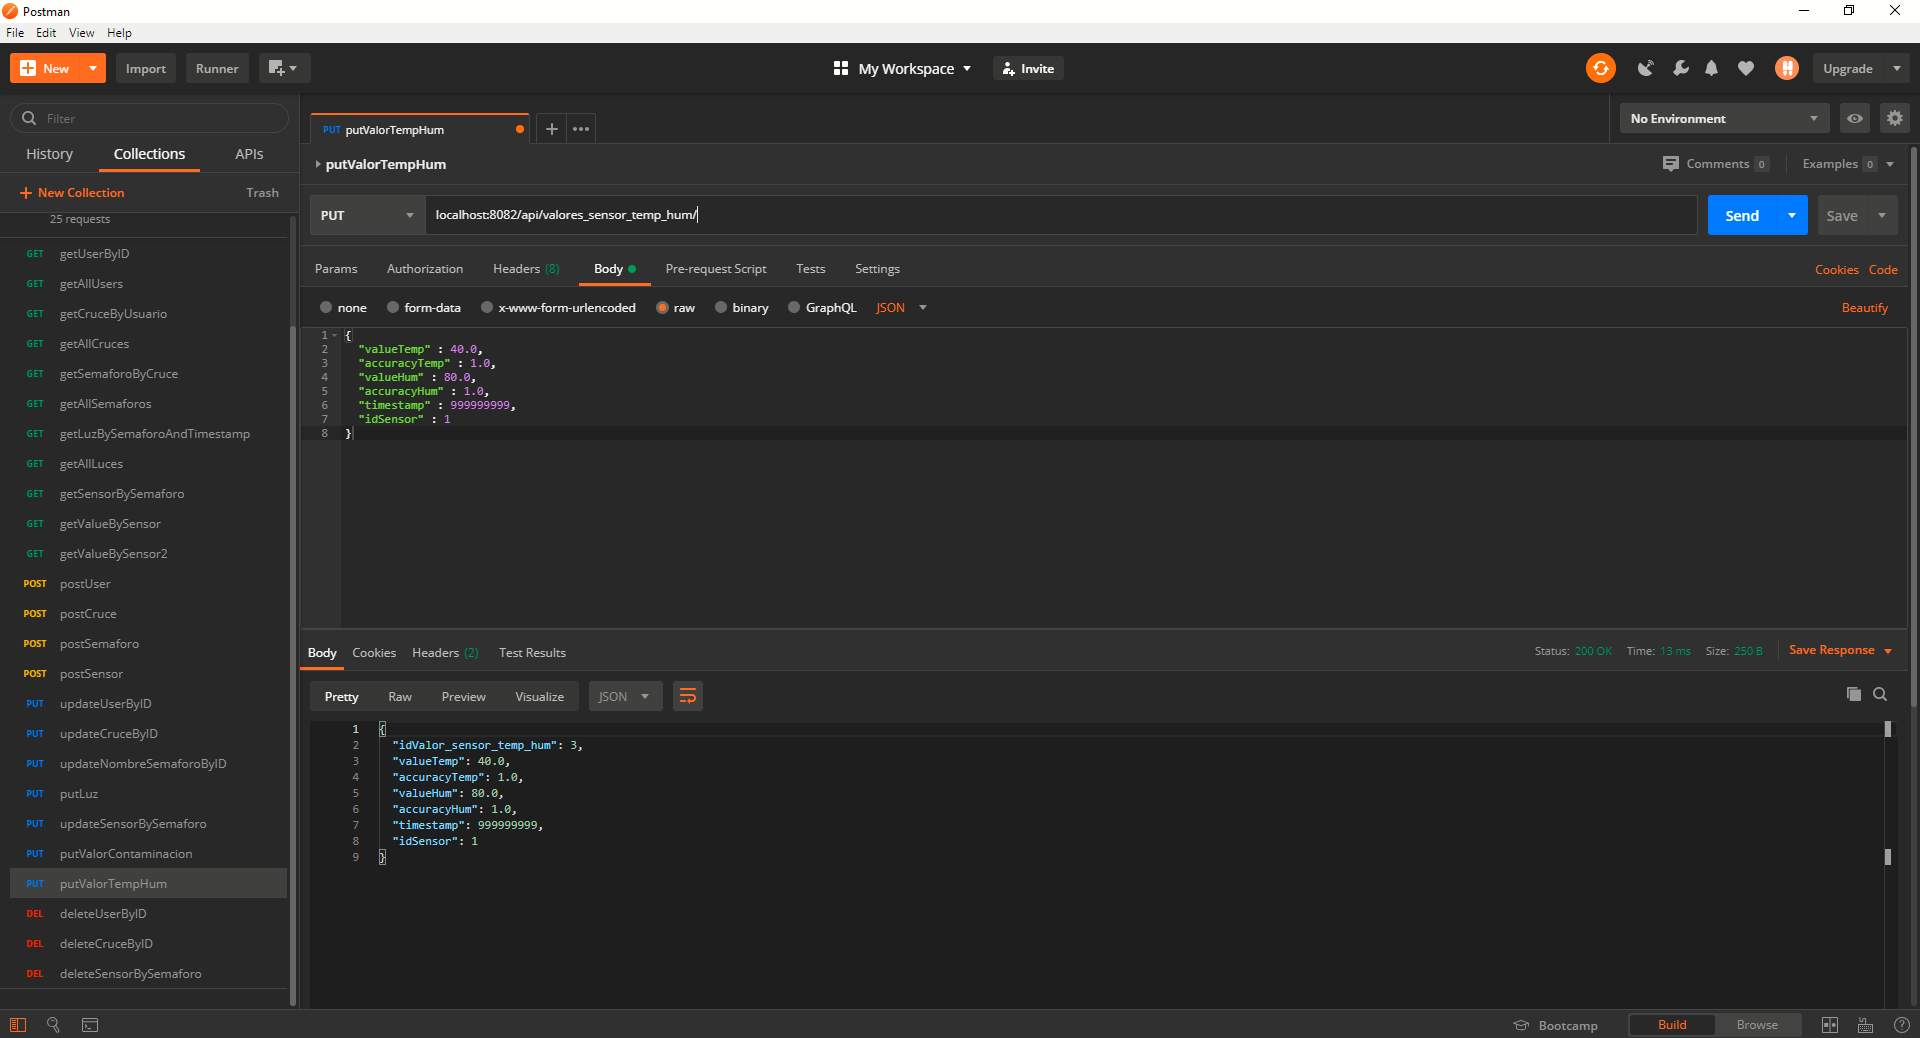 Postman
File Edit View Help
New Import Runner My Workspace Invite Upgrade
Filter
History Collections APIs
New Collection Trash
25 requests
GET getUserByID
GET getAllUsers
GET getCruceByUsuario
GET getAllCruces
GET getSemaforoByCruce
GET getAllSemaforos
GET getLuzBySemaforoAndTimestamp
GET getAllLuces
GET getSensorBySemaforo
GET getValueBySensor
GET getValueBySensor2
POST postUser
POST postCruce
POST postSemaforo
POST postSensor
PUT updateUserByID
PUT updateCruceByID
PUT updateNombreSemaforoByID
PUT putLuz
PUT updateSensorBySemaforo
PUT putValorContaminacion
PUT putValorTempHum
DEL deleteUserByID
DEL deleteCruceByID
DEL deleteSensorBySemaforo
PUT putValorTempHum No Environment
putValorTempHum Comments 0 Examples 0
PUT localhost:8082/api/valores_sensor_temp_hum/ Send Save
Params Authorization Headers (8) Body Pre-request Script Tests Settings Cookies Code
none form-data x-www-form-urlencoded raw binary GraphQL JSON Beautify
1 {
2 "valueTemp" : 40.0,
3 "accuracyTemp" : 1.0,
4 "valueHum" : 80.0,
5 "accuracyHum" : 1.0,
6 "timestamp" : 999999999,
7 "idSensor" : 1
8 }
Body Cookies Headers (2) Test Results Status: 200 OK Time: 13 ms Size: 250 B Save Response
Pretty Raw Preview Visualize JSON
1 {
2 "idValor_sensor_temp_hum": 3,
3 "valueTemp": 40.0,
4 "accuracyTemp": 1.0,
5 "valueHum": 80.0,
6 "accuracyHum": 1.0,
7 "timestamp": 999999999,
8 "idSensor": 1
9 }
Bootcamp Build Browse